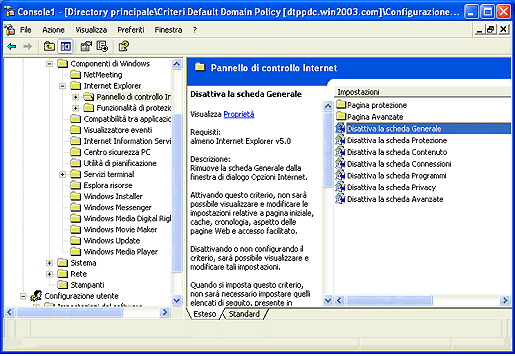 Console1 - [Directory principale\Criteri Default Domain Policy [dtppdc.win2003.com]\Configurazione...
File Azione Visualizza Preferiti Finestra ?
Componenti di Windows
NetMeeting
Internet Explorer
Pannello di controllo Ir
Funzionalità di protezio
Compatibilità tra applicazion
Visualizzatore eventi
Internet Information Servi
Centro sicurezza PC
Utilità di pianificazione
Servizi terminal
Esplora risorse
Windows Installer
Windows Messenger
Windows Media Digital Righ
Windows Movie Maker
Windows Update
Windows Media Player
Sistema
Rete
Stampanti
Configurazione utente
Impostazioni del software
Pannello di controllo Internet
Disattiva la scheda Generale
Visualizza Proprietà
Requisiti:
almeno Internet Explorer v5.0
Descrizione:
Rimuove la scheda Generale dalla
finestra di dialogo Opzioni Internet.
Attivando questo criterio, non sarà
possibile visualizzare e modificare le
impostazioni relative a pagina iniziale,
cache, cronologia, aspetto delle
pagine Web e accesso facilitato.
Disattivando o non configurando il
criterio, sarà possibile visualizzare e
modificare tali impostazioni.
Quando si imposta questo criterio,
non sarà necessario impostare quelli
elencati di seguito, presente in
Impostazioni
Pagina protezione
Pagina Avanzate
Disattiva la scheda Generale
Disattiva la scheda Protezione
Disattiva la scheda Contenuto
Disattiva la scheda Connessioni
Disattiva la scheda Programmi
Disattiva la scheda Privacy
Disattiva la scheda Avanzate
Esteso Standard